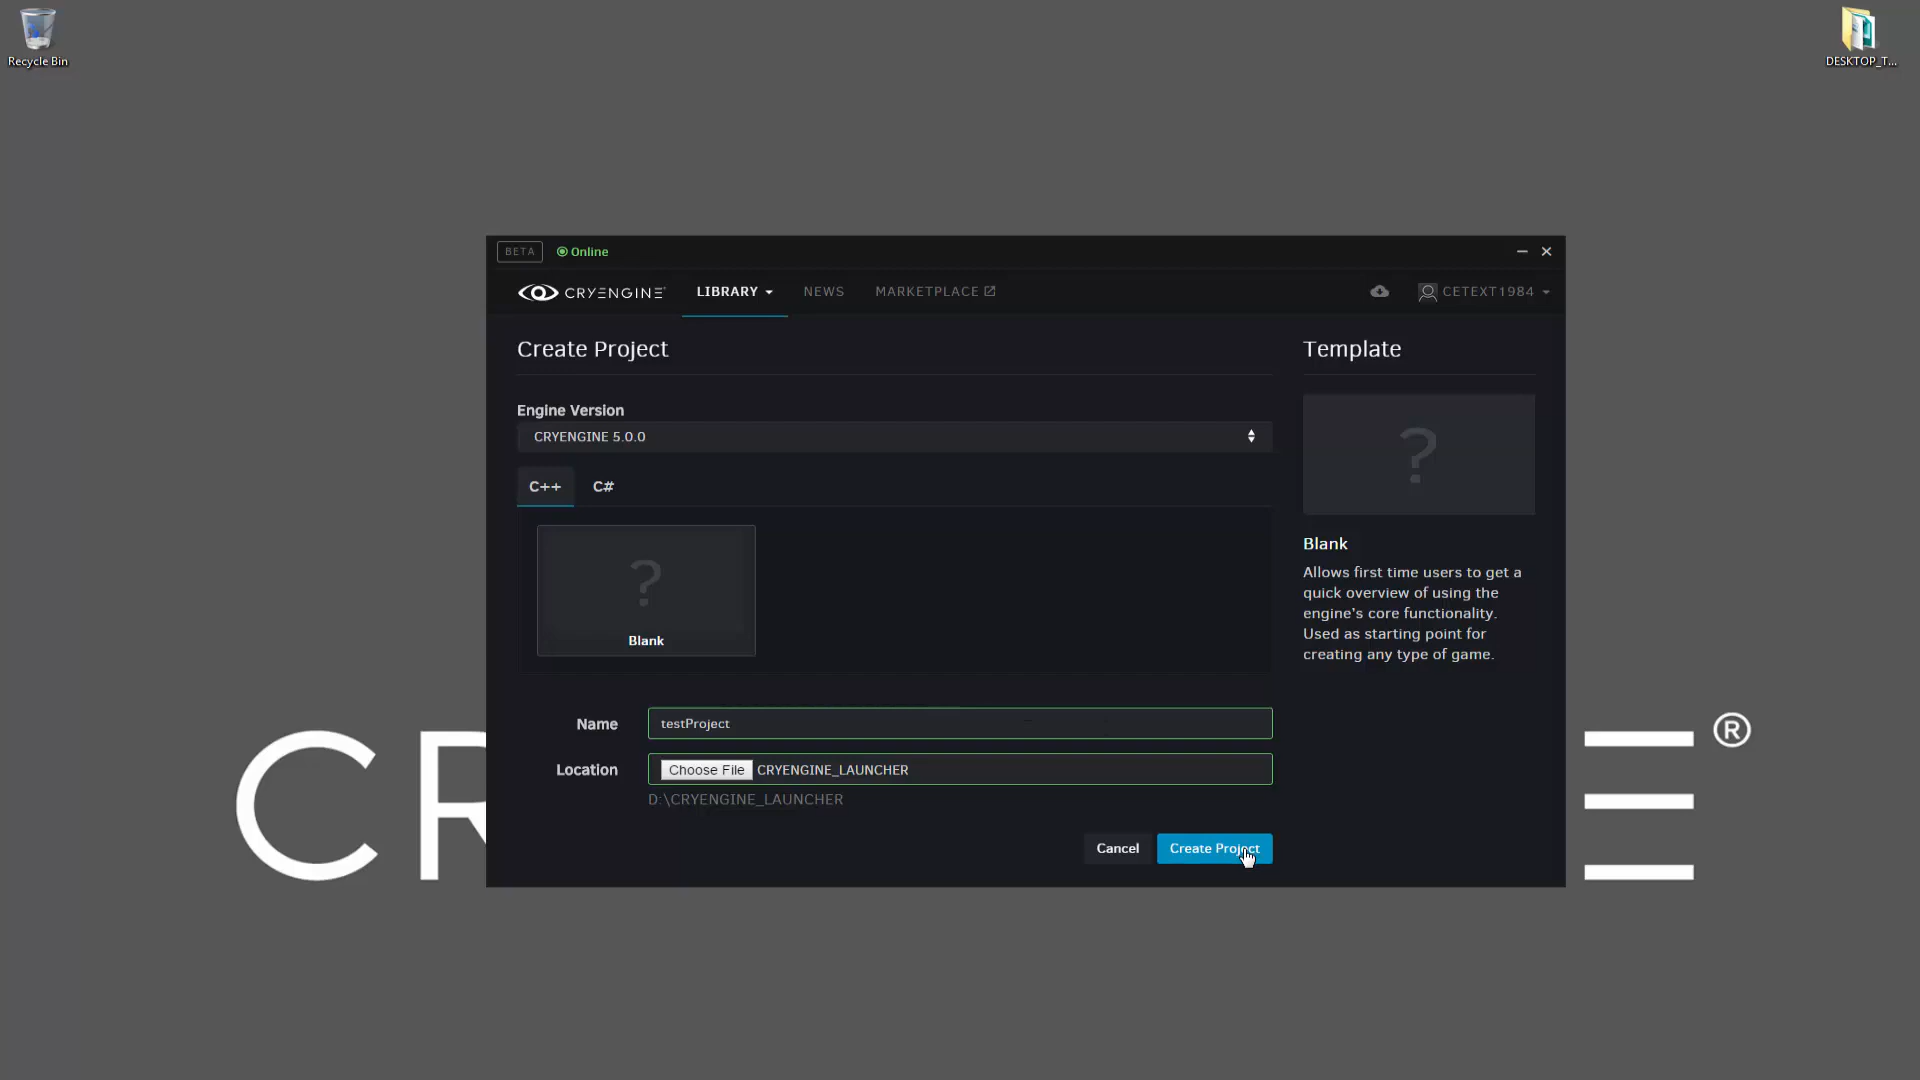 Recycle Bin
DESKTOP_T...
BETA
Online
CRYENGINE
LIBRARY
NEWS
MARKETPLACE
CETEXT1984
Create Project
Template
Engine Version
CRYENGINE 5.0.0
C++
C#
?
Blank
?
Blank
Allows first time users to get a
quick overview of using the
engine's core functionality.
Used as starting point for
creating any type of game.
Name
testProject
Location
Choose File
CRYENGINE_LAUNCHER
D:\CRYENGINE_LAUNCHER
Cancel
Create Project
CR
E
®